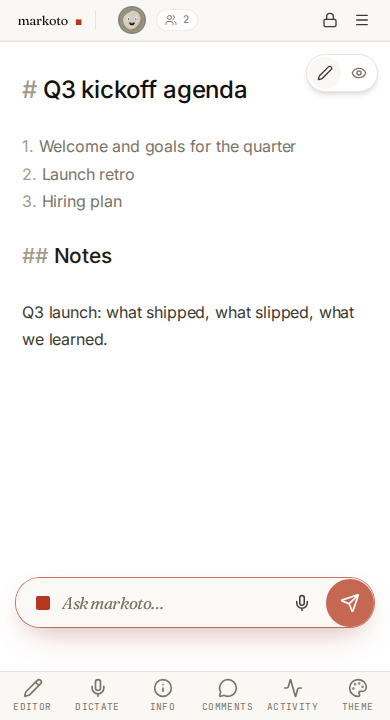 markoto
2
# Q3 kickoff agenda
1. Welcome and goals for the quarter
2. Launch retro
3. Hiring plan
## Notes
Q3 launch: what shipped, what slipped, what
we learned.
Ask markoto...
EDITOR DICTATE INFO COMMENTS ACTIVITY THEME